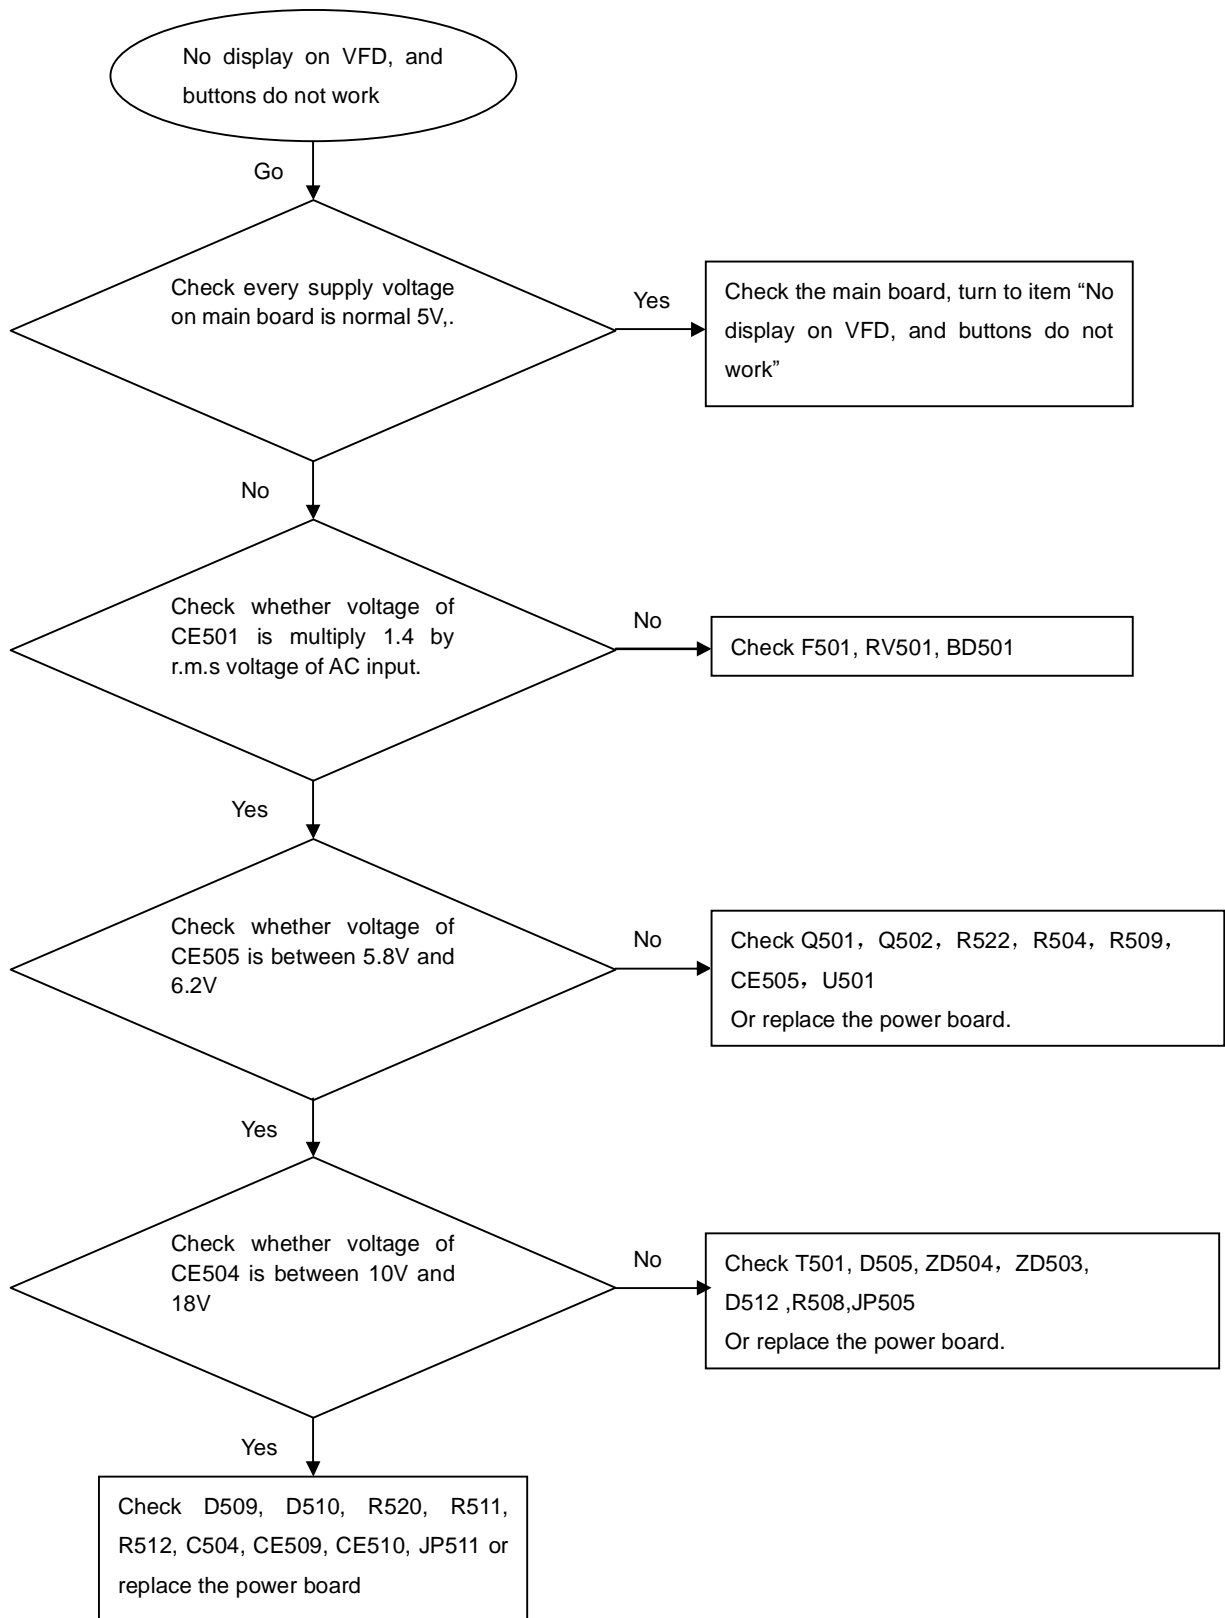 No display on VFD, and
buttons do not work
Go
Check every supply voltage
on main board is normal 5V,.
Yes
Check the main board, turn to item “No
display on VFD, and buttons do not
work”
No
Check whether voltage of
CE501 is multiply 1.4 by
r.m.s voltage of AC input.
No
Check F501, RV501, BD501
Yes
Check whether voltage of
CE505 is between 5.8V and
6.2V
No
Check Q501，Q502，R522，R504，R509，
CE505，U501
Or replace the power board.
Yes
Check whether voltage of
CE504 is between 10V and
18V
No
Check T501, D505, ZD504，ZD503,
D512 ,R508,JP505
Or replace the power board.
Yes
Check D509, D510, R520, R511,
R512, C504, CE509, CE510, JP511 or
replace the power board